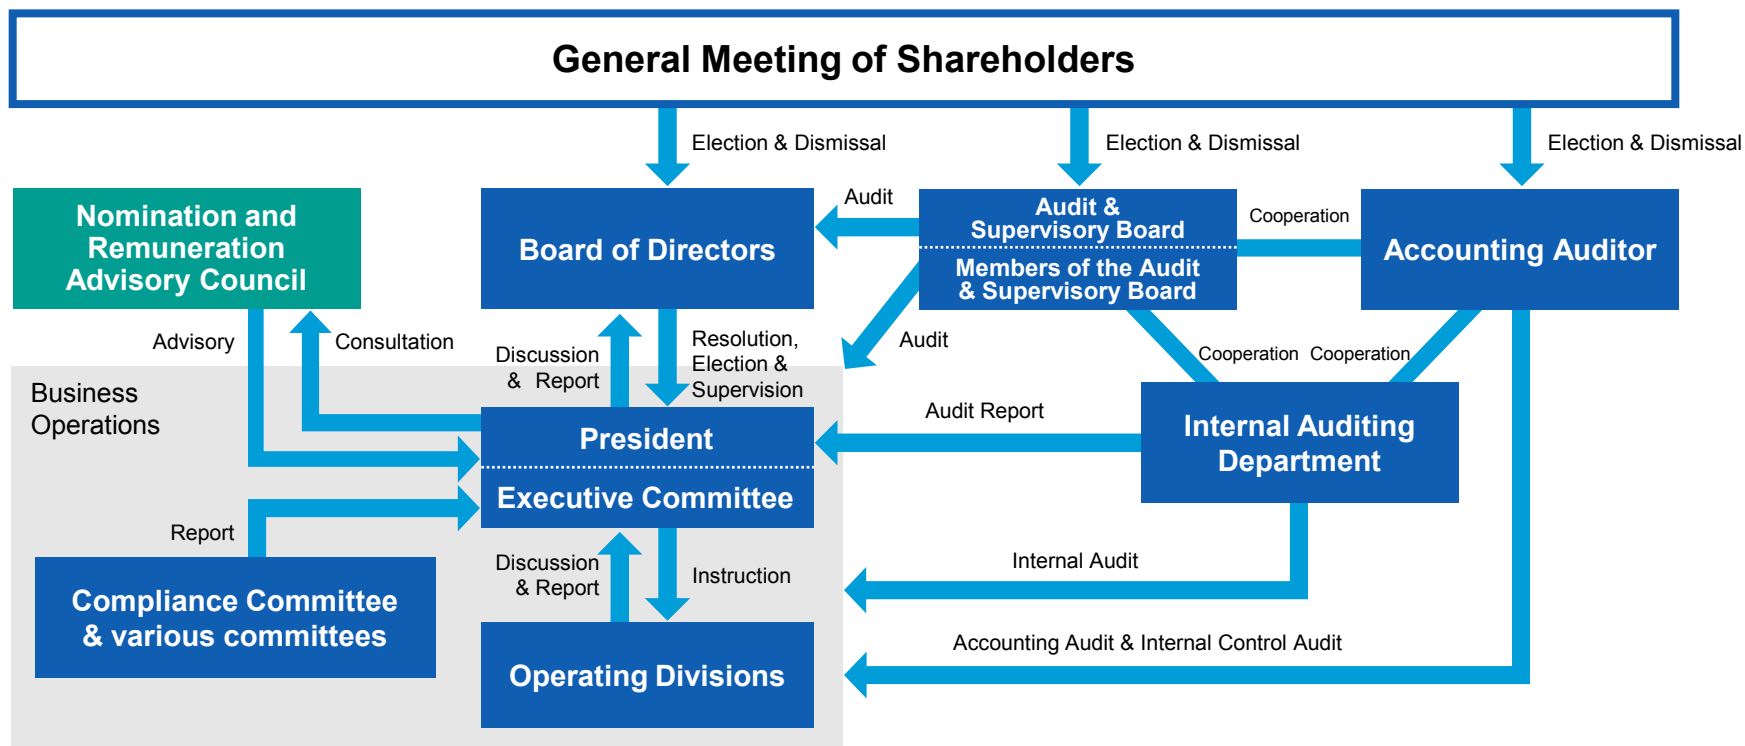 General Meeting of Shareholders
Election & Dismissal
Election & Dismissal
Election & Dismissal
Nomination and
Remuneration
Advisory Council
Board of Directors
Audit
Audit &
Supervisory Board
Members of the Audit
& Supervisory Board
Cooperation
Accounting Auditor
Advisory
Consultation
Discussion
& Report
Resolution,
Election &
Supervision
Audit
Cooperation
Cooperation
Business
Operations
President
Executive Committee
Audit Report
Internal Auditing
Department
Report
Compliance Committee
& various committees
Discussion
& Report
Instruction
Internal Audit
Operating Divisions
Accounting Audit & Internal Control Audit